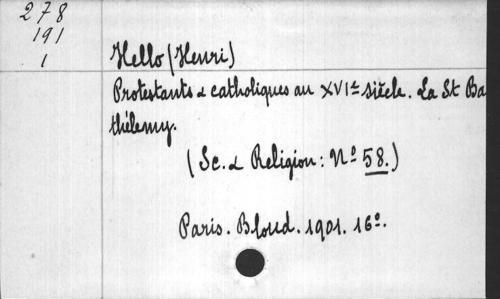 278
191
1
Hello (Henri)
Protestants & catholiques au XVIe siècle. La St Ba
thélemy.
(Sc. & Religion: No 58.)
Paris. Bloud. 1901. 16o.